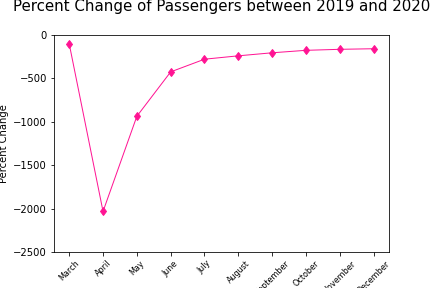 Percent Change of Passengers between 2019 and 2020
Percent Change
0
−500
−1000
−1500
−2000
−2500
March
April
May
June
July
August
eptember
October
November
December